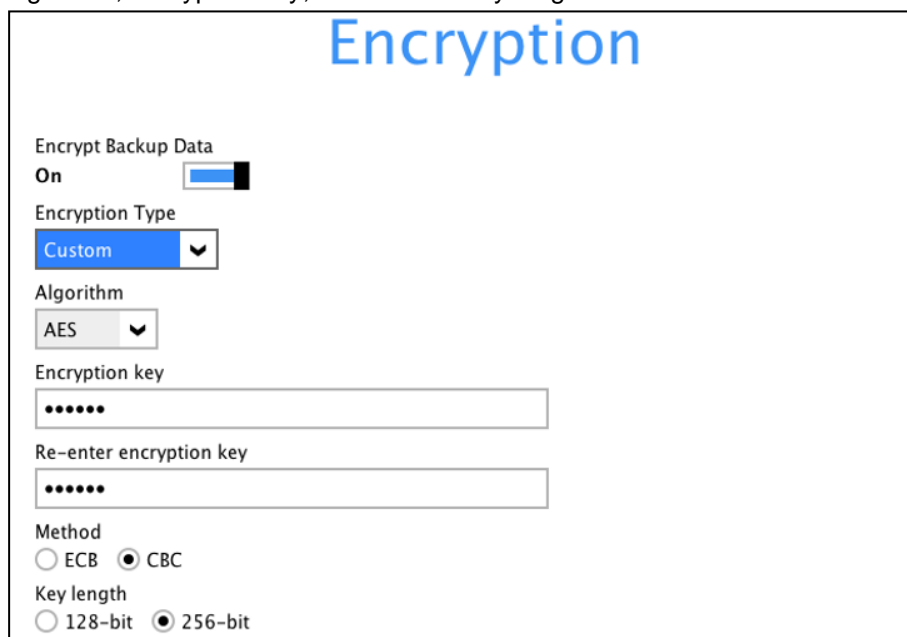 Encryption
Encrypt Backup Data
On
Encryption Type
Custom
Algorithm
AES
Encryption key
••••••
Re-enter encryption key
••••••
Method
ECB CBC
Key length
128-bit 256-bit